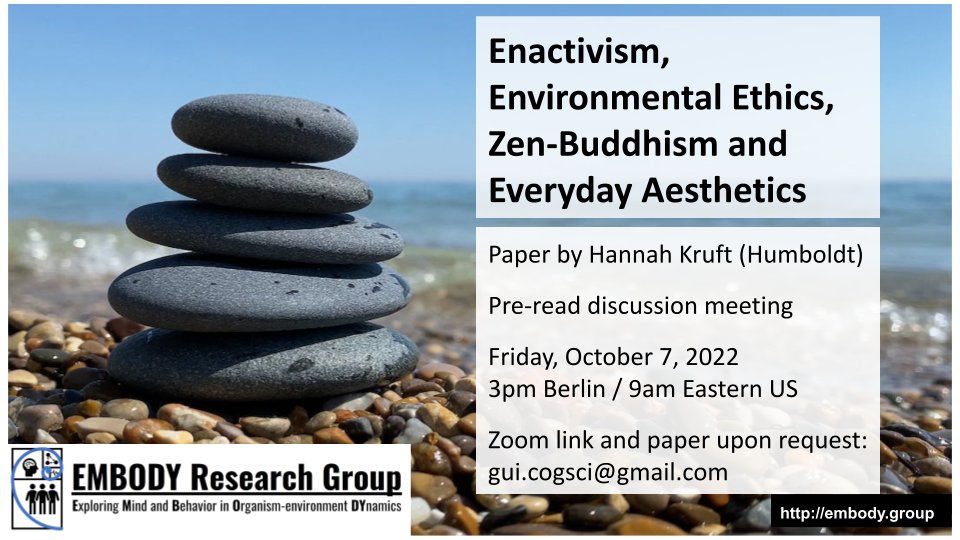 Enactivism,
Environmental Ethics,
Zen-Buddhism and
Everyday Aesthetics
Paper by Hannah Kruft (Humboldt)
Pre-read discussion meeting
Friday, October 7, 2022
3pm Berlin / 9am Eastern US
Zoom link and paper upon request:
gui.cogsci@gmail.com
EMBODY Research Group
Exploring Mind and Behavior in Organism-environment DYnamics
http://embody.group